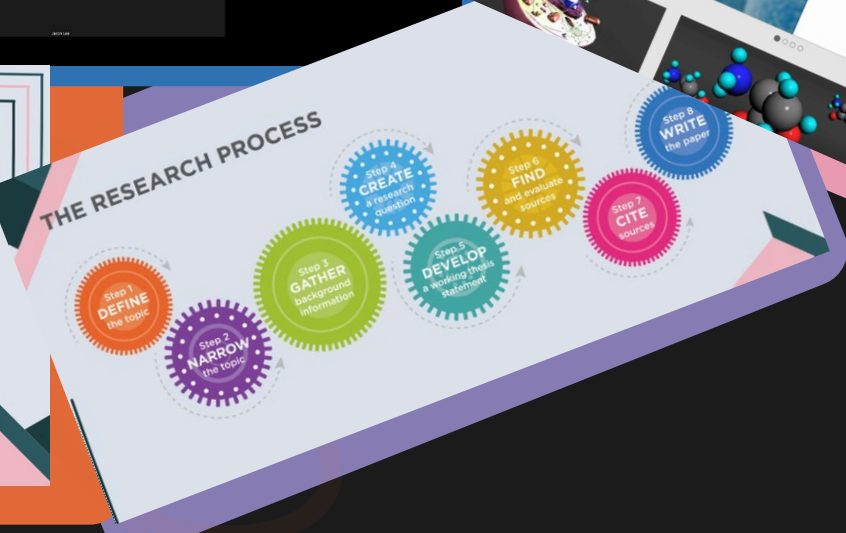 THE RESEARCH PROCESS
Step 1
DEFINE
the topic
Step 2
NARROW
the topic
Step 3
GATHER
background
information
Step 4
CREATE
a research
question
Step 5
DEVELOP
a working thesis
statement
Step 6
FIND
and evaluate
sources
Step 7
CITE
sources
Step 8
WRITE
the paper